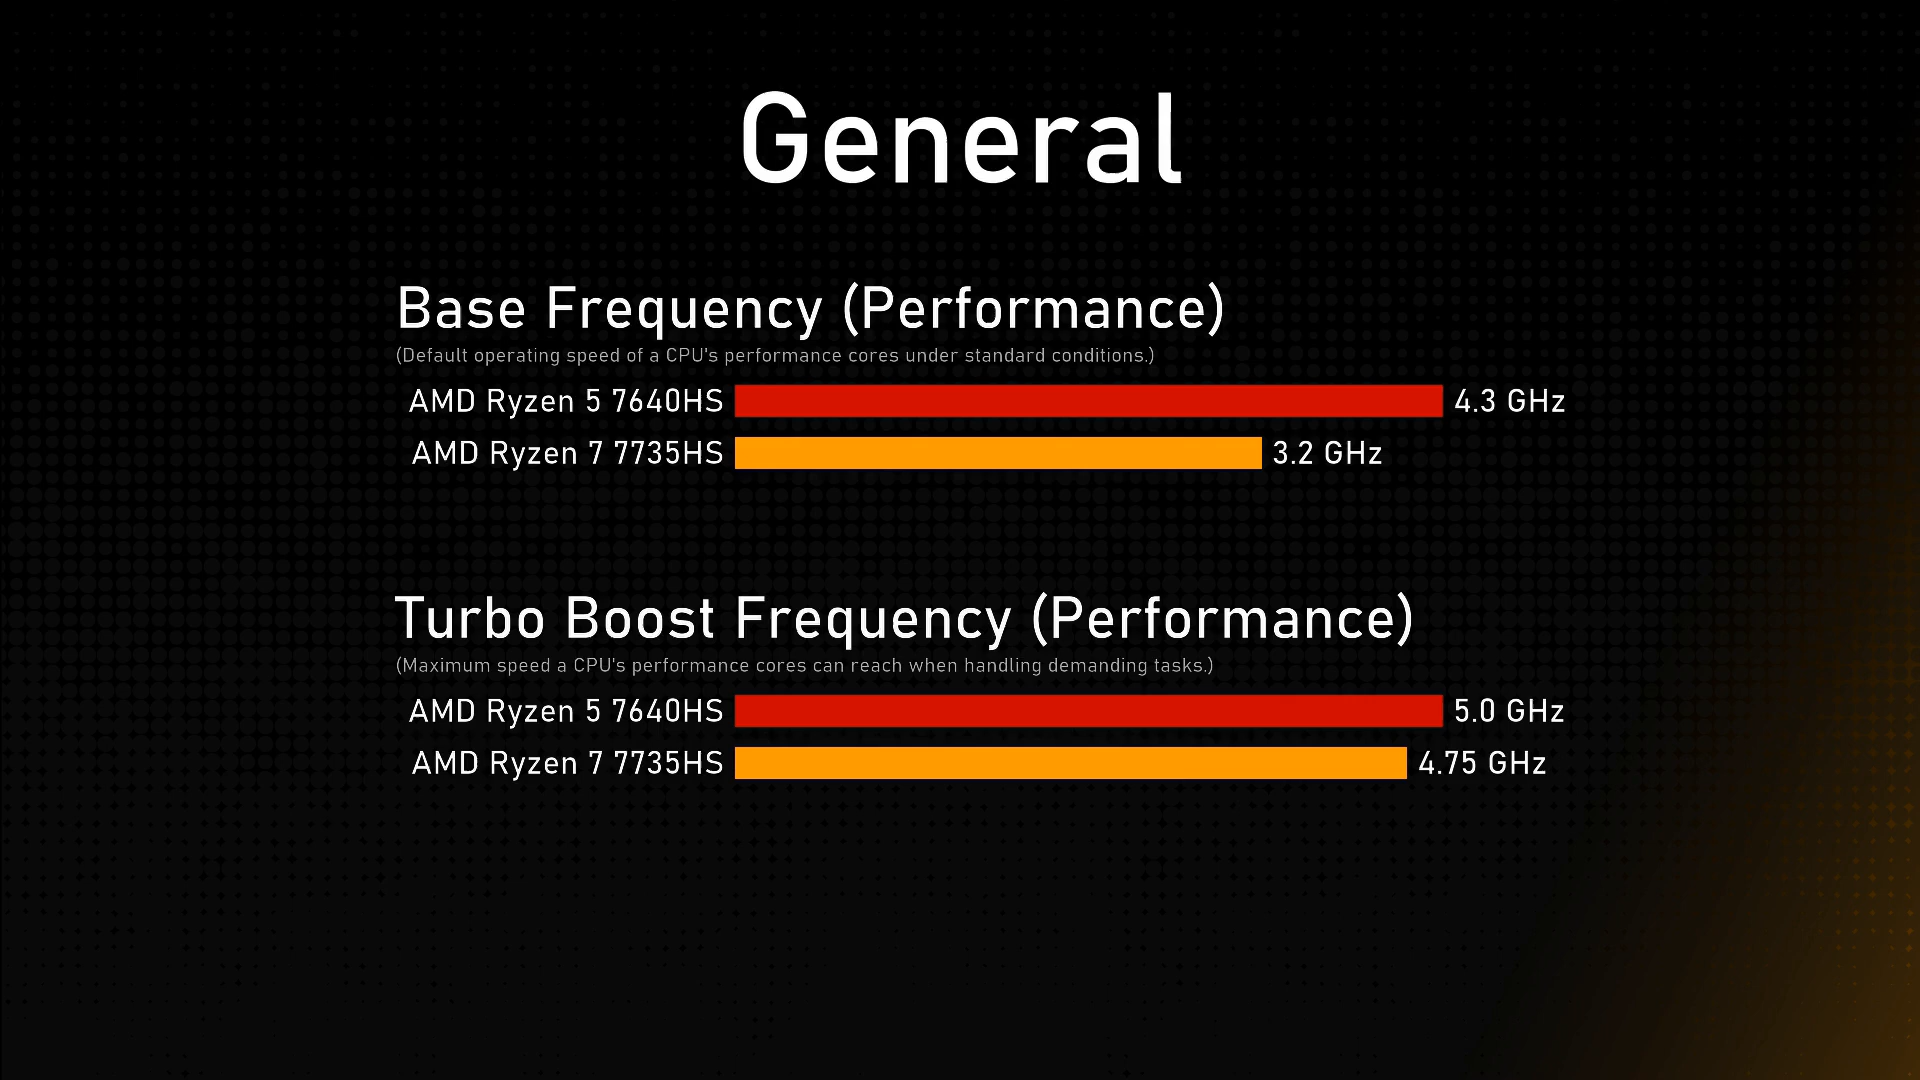 General
Base Frequency (Performance)
(Default operating speed of a CPU's performance cores under standard conditions.)
AMD Ryzen 5 7640HS 4.3 GHz
AMD Ryzen 7 7735HS 3.2 GHz
Turbo Boost Frequency (Performance)
(Maximum speed a CPU's performance cores can reach when handling demanding tasks.)
AMD Ryzen 5 7640HS 5.0 GHz
AMD Ryzen 7 7735HS 4.75 GHz